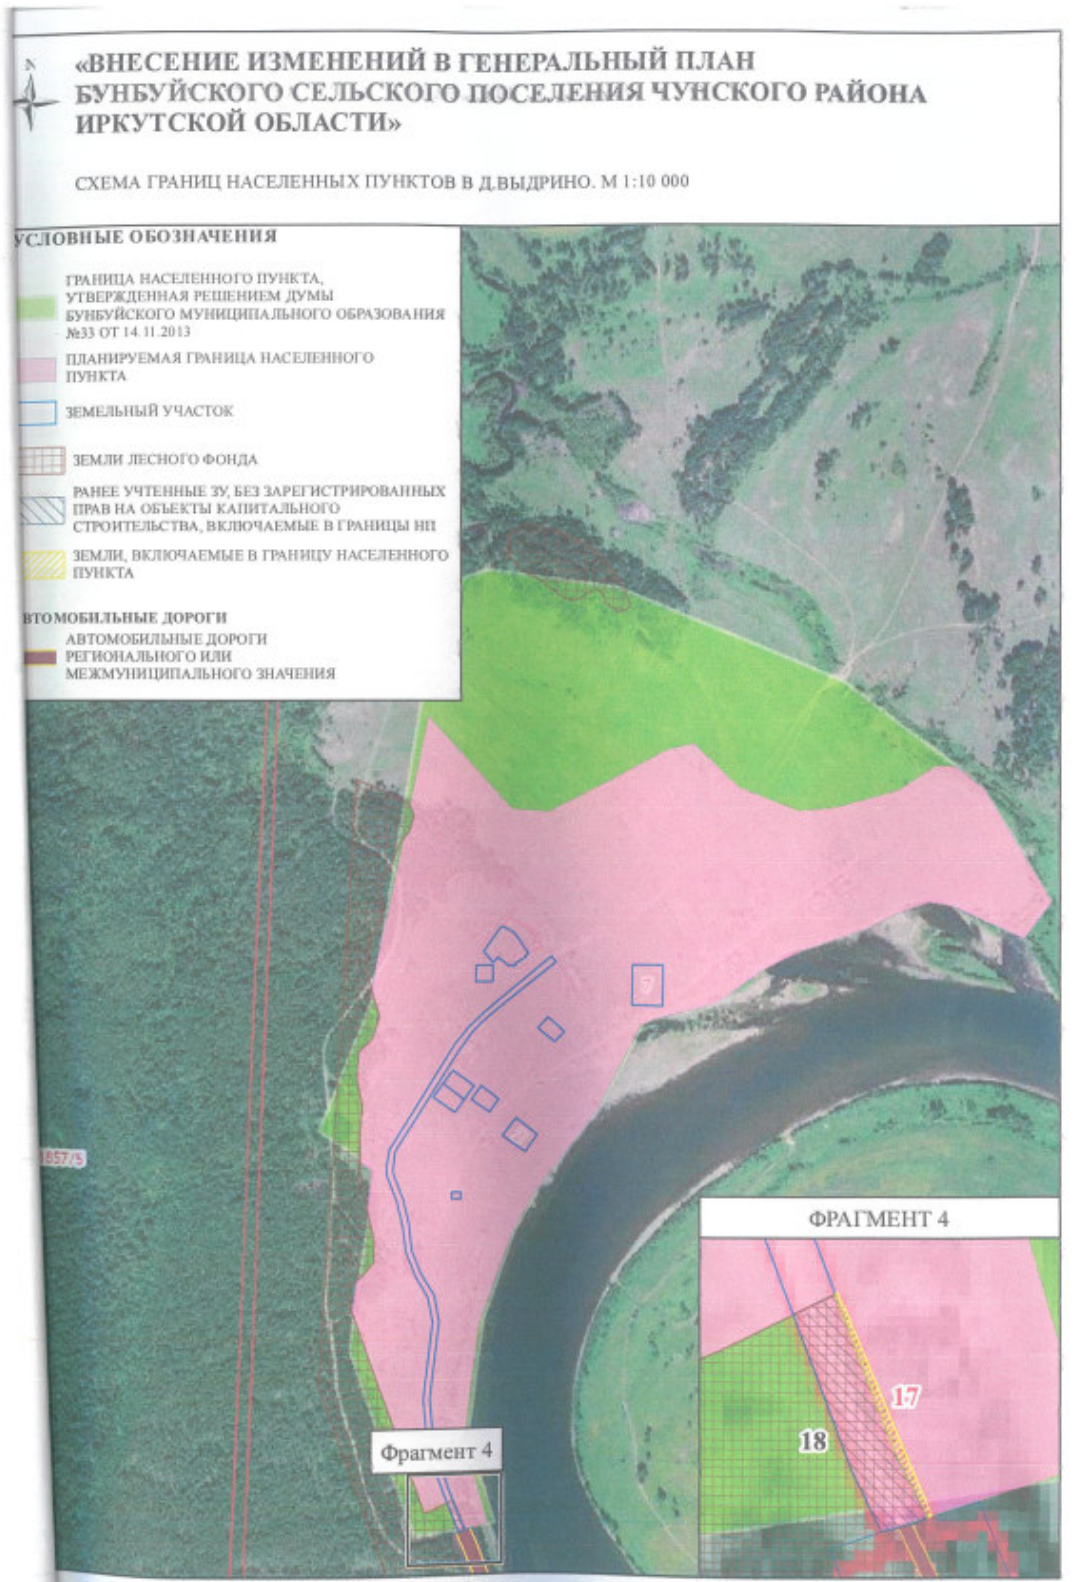 N
«ВНЕСЕНИЕ ИЗМЕНЕНИЙ В ГЕНЕРАЛЬНЫЙ ПЛАН
БУНБУЙСКОГО СЕЛЬСКОГО ПОСЕЛЕНИЯ ЧУНСКОГО РАЙОНА
ИРКУТСКОЙ ОБЛАСТИ»
СХЕМА ГРАНИЦ НАСЕЛЕННЫХ ПУНКТОВ В Д.ВЫДРИНО. М 1:10 000
УСЛОВНЫЕ ОБОЗНАЧЕНИЯ
ГРАНИЦА НАСЕЛЕННОГО ПУНКТА,
УТВЕРЖДЕННАЯ РЕШЕНИЕМ ДУМЫ
БУНБУЙСКОГО МУНИЦИПАЛЬНОГО ОБРАЗОВАНИЯ
№33 ОТ 14.11.2013
ПЛАНИРУЕМАЯ ГРАНИЦА НАСЕЛЕННОГО
ПУНКТА
ЗЕМЕЛЬНЫЙ УЧАСТОК
ЗЕМЛИ ЛЕСНОГО ФОНДА
РАНЕЕ УЧТЕННЫЕ ЗУ, БЕЗ ЗАРЕГИСТРИРОВАННЫХ
ПРАВ НА ОБЪЕКТЫ КАПИТАЛЬНОГО
СТРОИТЕЛЬСТВА, ВКЛЮЧАЕМЫЕ В ГРАНИЦЫ НП
ЗЕМЛИ, ВКЛЮЧАЕМЫЕ В ГРАНИЦУ НАСЕЛЕННОГО
ПУНКТА
ВТОМОБИЛЬНЫЕ ДОРОГИ
АВТОМОБИЛЬНЫЕ ДОРОГИ
РЕГИОНАЛЬНОГО ИЛИ
МЕЖМУНИЦИПАЛЬНОГО ЗНАЧЕНИЯ
7
857/5
ФРАГМЕНТ 4
17
18
Фрагмент 4